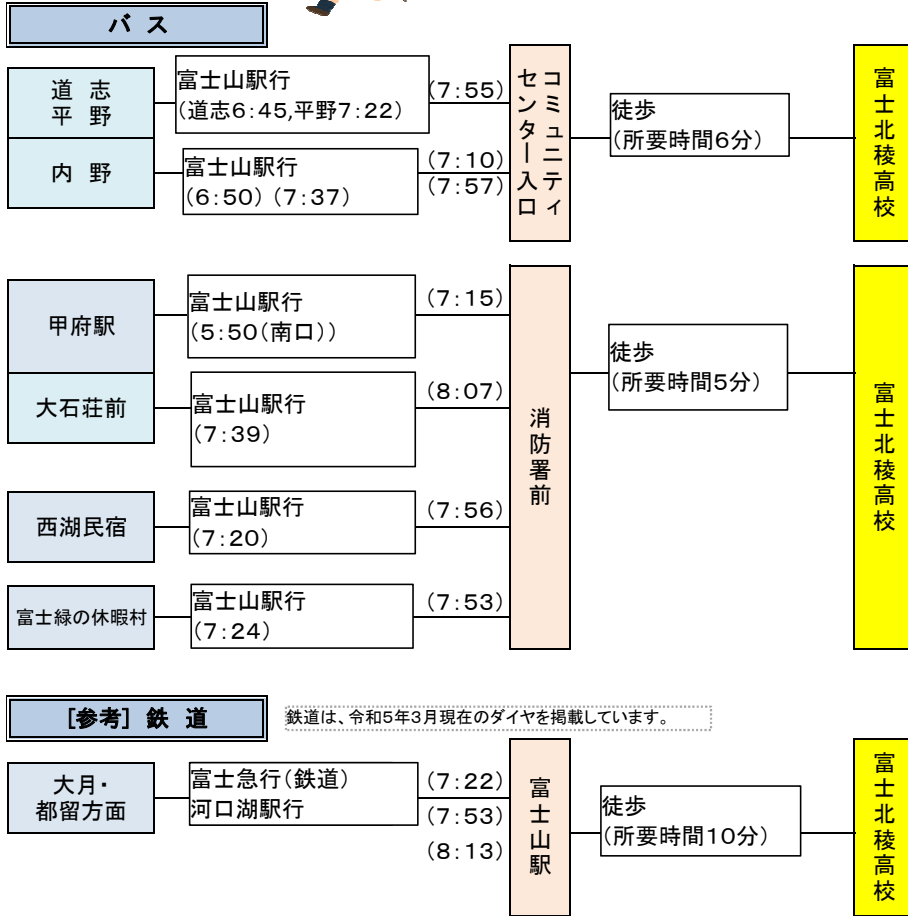 バ ス
道 志
平 野
富士山駅行
(道志6:45,平野7:22)
(7:55)
内 野
富士山駅行
(6:50) (7:37)
(7:10)
(7:57)
コミュニティ
センター入口
徒歩
(所要時間6分)
富士北稜高校
甲府駅
富士山駅行
(5:50(南口))
(7:15)
大石荘前
富士山駅行
(7:39)
(8:07)
西湖民宿
富士山駅行
(7:20)
(7:56)
富士緑の休暇村
富士山駅行
(7:24)
(7:53)
消防署前
徒歩
(所要時間5分)
富士北稜高校
[参考] 鉄 道
鉄道は、令和5年3月現在のダイヤを掲載しています。
大月・
都留方面
富士急行(鉄道)
河口湖駅行
(7:22)
(7:53)
(8:13)
富士山駅
徒歩
(所要時間10分)
富士北稜高校